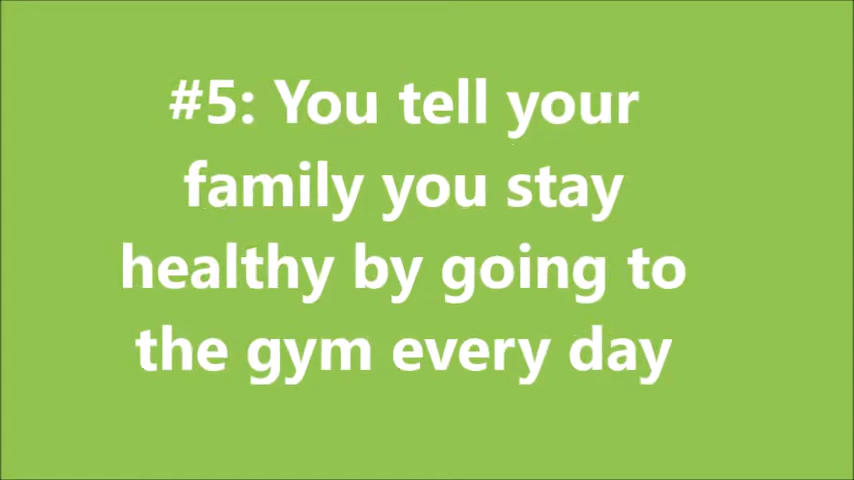 #5: You tell your
family you stay
healthy by going to
the gym every day